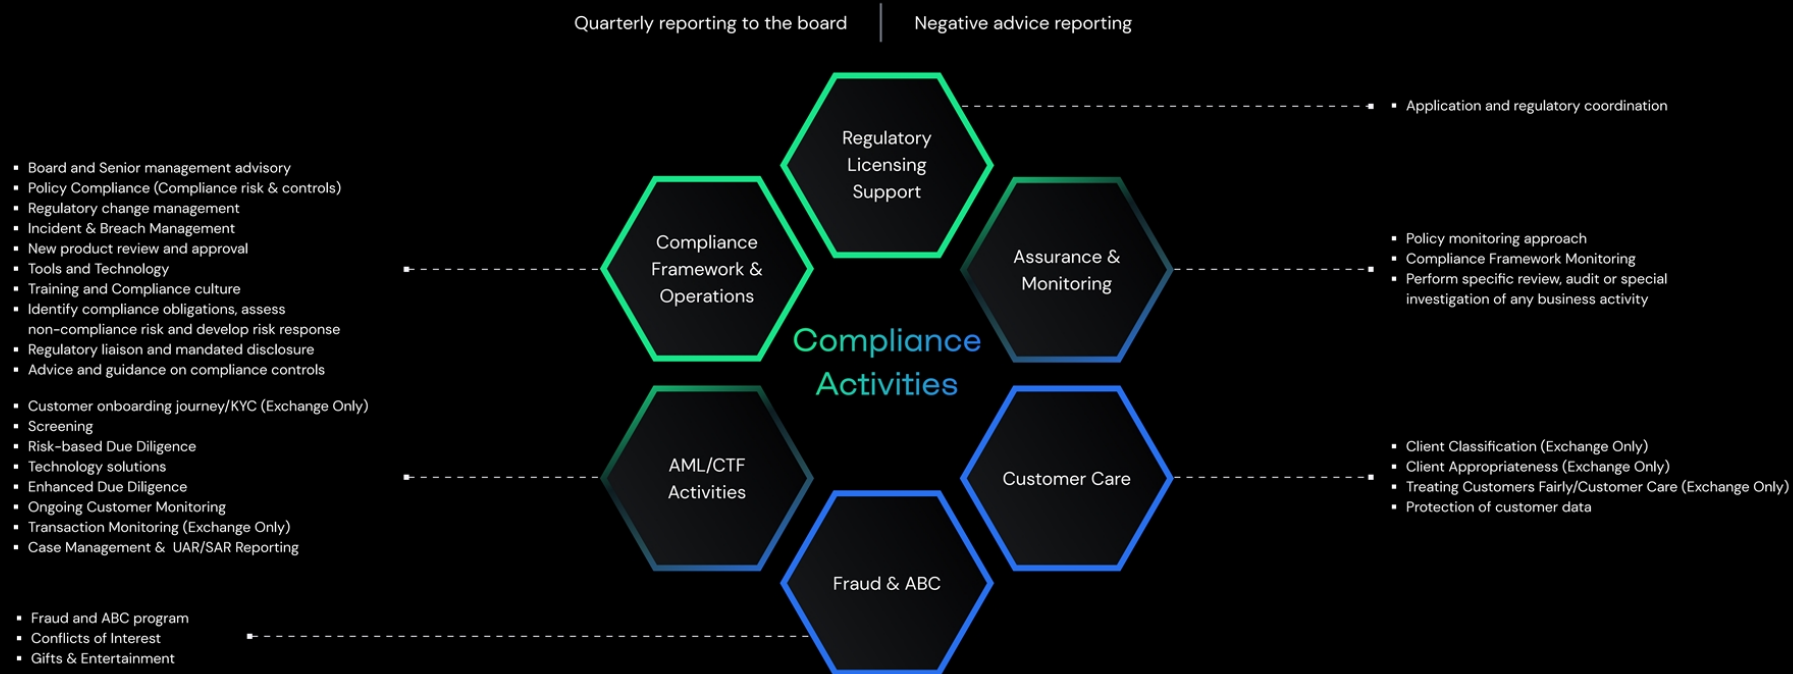 Quarterly reporting to the board
Negative advice reporting
Regulatory
Licensing
Support
▪ Application and regulatory coordination
▪ Board and Senior management advisory
▪ Policy Compliance (Compliance risk & controls)
▪ Regulatory change management
▪ Incident & Breach Management
▪ New product review and approval
▪ Tools and Technology
▪ Training and Compliance culture
▪ Identify compliance obligations, assess
non-compliance risk and develop risk response
▪ Regulatory liaison and mandated disclosure
▪ Advice and guidance on compliance controls
Compliance
Framework &
Operations
Assurance &
Monitoring
▪ Policy monitoring approach
▪ Compliance Framework Monitoring
▪ Perform specific review, audit or special
investigation of any business activity
Compliance
Activities
▪ Customer onboarding journey/KYC (Exchange Only)
▪ Screening
▪ Risk-based Due Diligence
▪ Technology solutions
▪ Enhanced Due Diligence
▪ Ongoing Customer Monitoring
▪ Transaction Monitoring (Exchange Only)
▪ Case Management & UAR/SAR Reporting
AML/CTF
Activities
Customer Care
▪ Client Classification (Exchange Only)
▪ Client Appropriateness (Exchange Only)
▪ Treating Customers Fairly/Customer Care (Exchange Only)
▪ Protection of customer data
Fraud & ABC
▪ Fraud and ABC program
▪ Conflicts of Interest
▪ Gifts & Entertainment